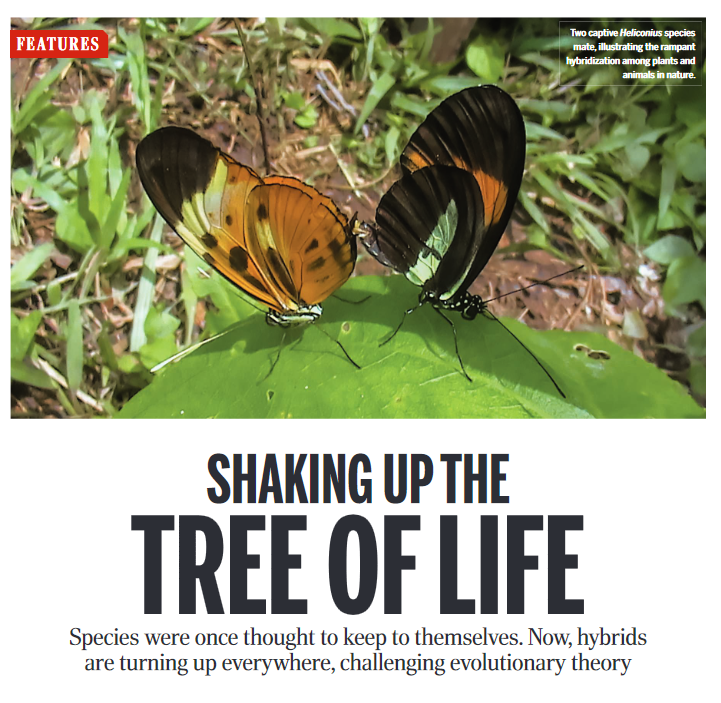 FEATURES
Two captive Heliconius species
mate, illustrating the rampant
hybridization among plants and
animals in nature.
SHAKING UP THE
TREE OF LIFE
Species were once thought to keep to themselves. Now, hybrids
are turning up everywhere, challenging evolutionary theory